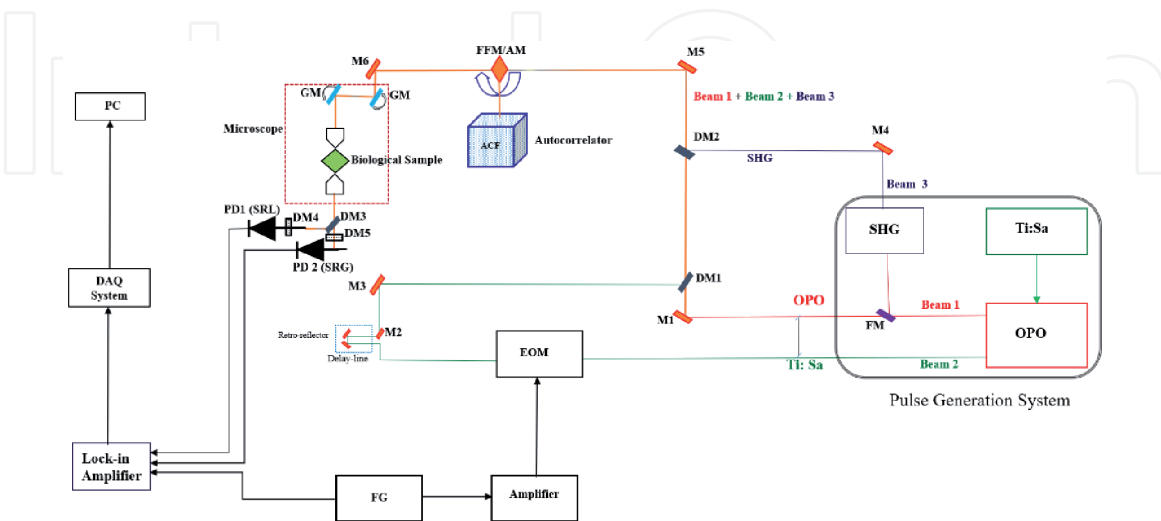 FFM/AM
M5
M6
PC
GM
GM
Beam 1 + Beam 2 + Beam 3
Microscope
Autocorrelator
DM2
M4
ACF
SHG
Biological Sample
Beam 3
PD1 (SRL)
DM4
DM3
SHG
Ti:Sa
DM5
PD 2 (SRG)
DAQ
System
M3
DM1
OPO
Beam 1
M1
FM
OPO
M2
Retro-reflector
EOM
Delay-line
Ti: Sa
Beam 2
Pulse Generation System
Lock-in
Amplifier
FG
Amplifier